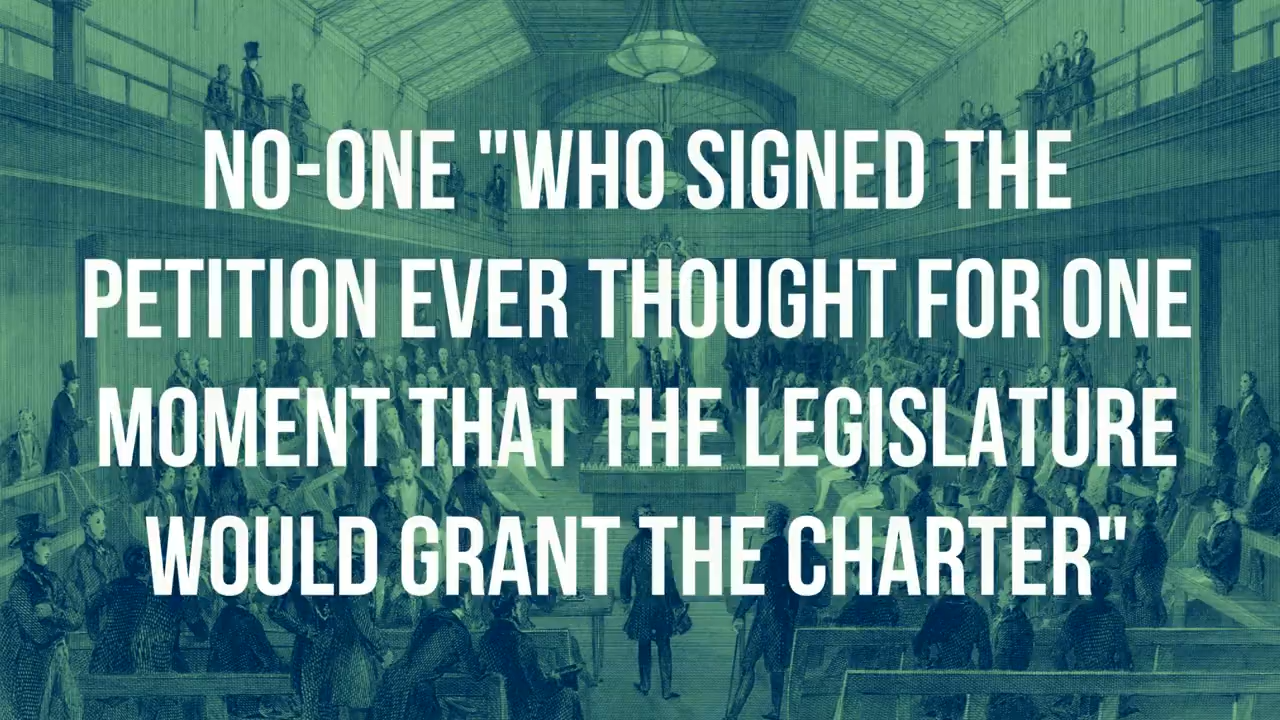 NO-ONE "WHO SIGNED THE
PETITION EVER THOUGHT FOR ONE
MOMENT THAT THE LEGISLATURE
WOULD GRANT THE CHARTER"